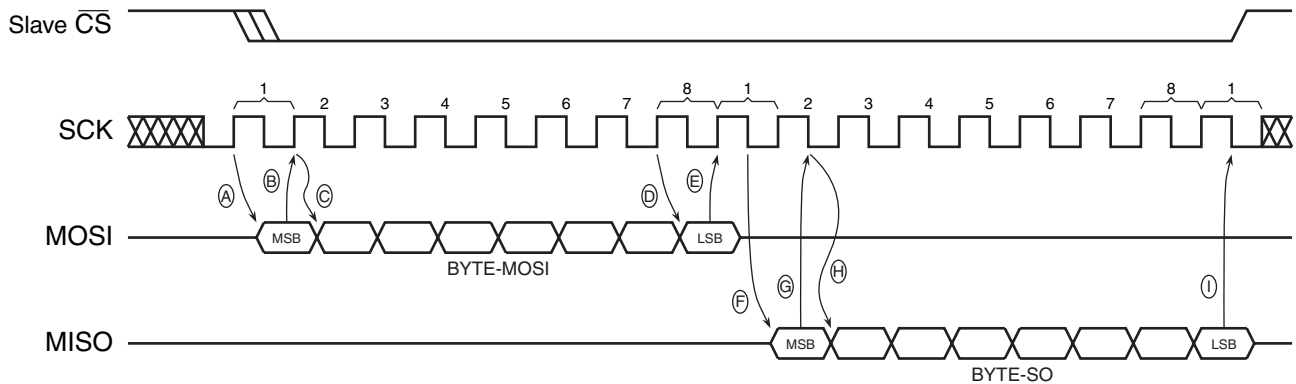 Slave C̅S̅
1 8 1 8 1
2 3 4 5 6 7 2 3 4 5 6 7
SCK
A B C D E
MOSI MSB LSB
BYTE-MOSI
F G H I
MISO MSB LSB
BYTE-SO